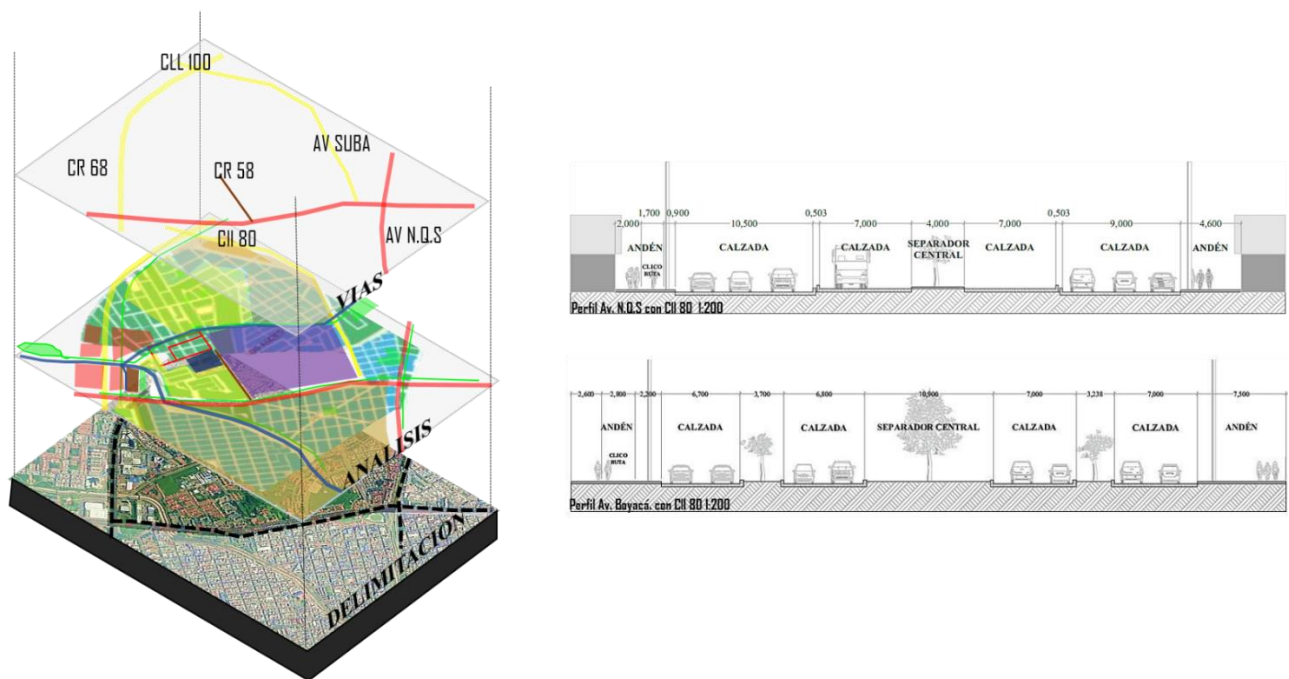 CLL 100
AV SUBA
CR 68
CR 58
Cll 80
AV N.Q.S
VIAS
ANALISIS
DELIMITACIÓN
2,000 1,700 0,900 10,500 0,503 7,000 4,000 7,000 0,503 9,000 4,600
ANDÉN CALZADA CALZADA SEPARADOR CENTRAL CALZADA CALZADA ANDÉN
CLICO RUTA
Perfil Av. N.Q.S con Cll 80 1:200
2,600 2,800 2,200 6,700 3,700 6,800 10,900 7,000 3,231 7,000 7,500
ANDÉN CALZADA CALZADA SEPARADOR CENTRAL CALZADA CALZADA ANDÉN
CLICO RUTA
Perfil Av. Boyacá. con Cll 80 1:200